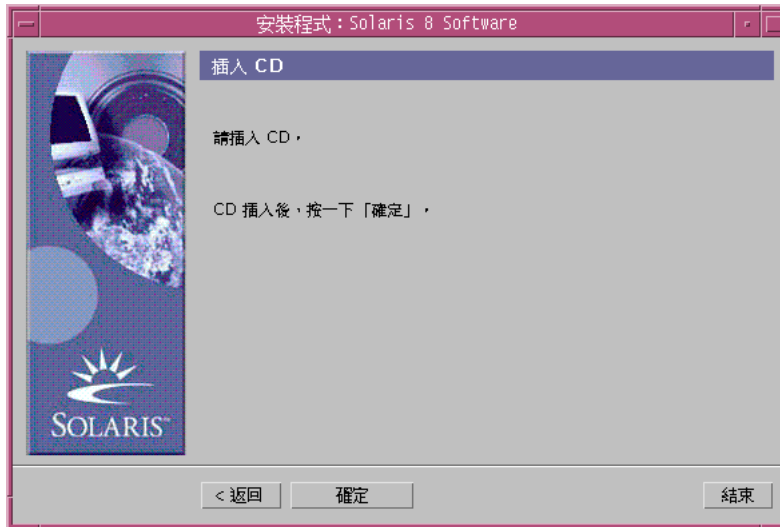 安裝程式：Solaris 8 Software
插入 CD
請插入 CD，
CD 插入後，按一下「確定」，
SOLARIS™
< 返回
確定
結束